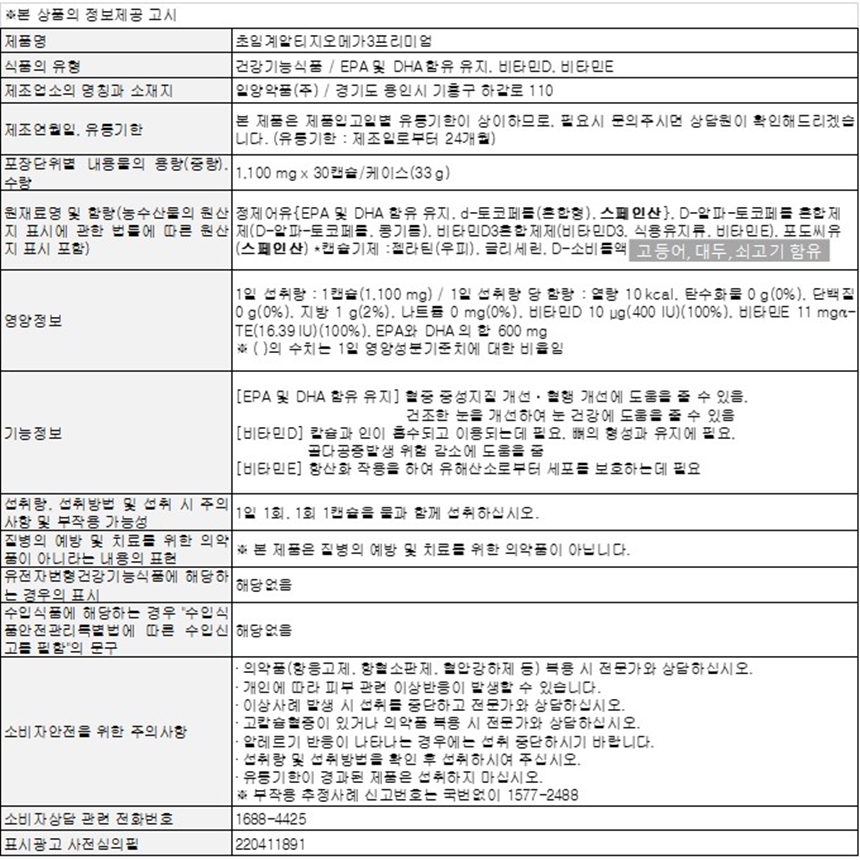 ※본 상품의 정보제공 고시
제품명
초임계알티지오메가3프리미엄
식품의 유형
건강기능식품 / EPA 및 DHA함유 유지, 비타민D, 비타민E
제조업소의 명칭과 소재지
일양약품(주) / 경기도 용인시 기흥구 하갈로 110
제조연월일, 유통기한
본 제품은 제품입고일별 유통기한이 상이하므로, 필요시 문의주시면 상담원이 확인해드리겠습
니다. (유통기한 : 제조일로부터 24개월)
포장단위별 내용물의 용량(중량),
수량
1,100 mg x 30캡슐/케이스(33 g)
원재료명 및 함량(농수산물의 원산
지 표시에 관한 법률에 따른 원산
지 표시 포함)
정제어유{EPA 및 DHA 함유 유지, d-토코페롤(혼합형), 스페인산}, D-알파-토코페롤 혼합제
제(D-알파-토코페롤, 콩기름), 비타민D3혼합제제(비타민D3, 식용유지류, 비타민E), 포도씨유
(스페인산) *캡슐기제 :젤라틴(우피), 글리세린, D-소비톨액 고등어, 대두, 쇠고기 함유
영양정보
1일 섭취량 : 1캡슐(1,100 mg) / 1일 섭취량 당 함량 : 열량 10 kcal, 탄수화물 0 g(0%), 단백질
0 g(0%), 지방 1 g(2%), 나트륨 0 mg(0%), 비타민D 10 μg(400 IU)(100%), 비타민E 11 mgα-
TE(16.39 IU)(100%), EPA와 DHA의 합 600 mg
※ ( )의 수치는 1일 영양성분기준치에 대한 비율임
기능정보
[EPA 및 DHA 함유 유지] 혈중 중성지질 개선·혈행 개선에 도움을 줄 수 있음,
건조한 눈을 개선하여 눈 건강에 도움을 줄 수 있음
[비타민D] 칼슘과 인이 흡수되고 이용되는데 필요, 뼈의 형성과 유지에 필요,
골다공증발생 위험 감소에 도움을 줌
[비타민E] 항산화 작용을 하여 유해산소로부터 세포를 보호하는데 필요
섭취량, 섭취방법 및 섭취 시 주의
사항 및 부작용 가능성
1일 1회, 1회 1캡슐을 물과 함께 섭취하십시오.
질병의 예방 및 치료를 위한 의약
품이 아니라는 내용의 표현
※ 본 제품은 질병의 예방 및 치료를 위한 의약품이 아닙니다.
유전자변형건강기능식품에 해당하
는 경우의 표시
해당없음
수입식품에 해당하는 경우 "수입식
품안전관리특별법에 따른 수입신
고를 필함"의 문구
해당없음
소비자안전을 위한 주의사항
· 의약품(항응고제, 항혈소판제, 혈압강하제 등) 복용 시 전문가와 상담하십시오.
· 개인에 따라 피부 관련 이상반응이 발생할 수 있습니다.
· 이상사례 발생 시 섭취를 중단하고 전문가와 상담하십시오.
· 고칼슘혈증이 있거나 의약품 복용 시 전문가와 상담하십시오.
· 알레르기 반응이 나타나는 경우에는 섭취 중단하시기 바랍니다.
· 섭취량 및 섭취방법을 확인 후 섭취하시여 주십시오.
· 유통기한이 경과된 제품은 섭취하지 마십시오.
※ 부작용 추정사례 신고번호는 국번없이 1577-2488
소비자상담 관련 전화번호
1688-4425
표시광고 사전심의필
220411891